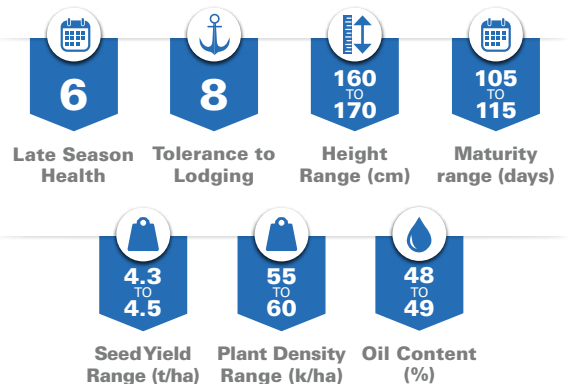 6
8
160
TO
170
105
TO
115
Late Season
Health
Tolerance to
Lodging
Height
Range (cm)
Maturity
range (days)
4.3
TO
4.5
55
TO
60
48
TO
49
Seed Yield
Range (t/ha)
Plant Density
Range (k/ha)
Oil Content
(%)